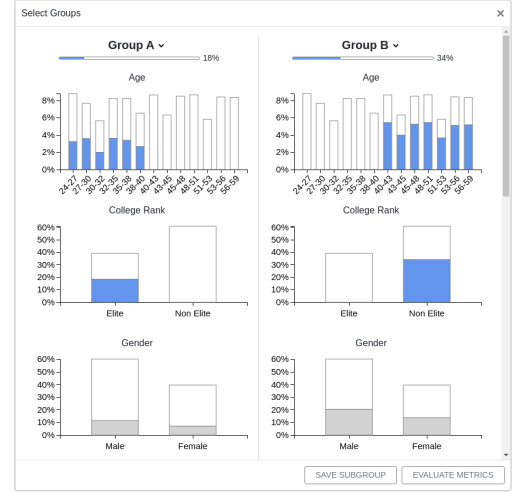 Select Groups ×
Group A
18%
Age
8%
6%
4%
2%
0%
24-27 27-30 30-32 32-35 35-38 38-40 40-43 43-45 45-48 48-51 51-53 53-56 56-59
College Rank
60%
50%
40%
30%
20%
10%
0%
Elite Non Elite
Gender
60%
50%
40%
30%
20%
10%
0%
Male Female
Group B
34%
Age
8%
6%
4%
2%
0%
24-27 27-30 30-32 32-35 35-38 38-40 40-43 43-45 45-48 48-51 51-53 53-56 56-59
College Rank
60%
50%
40%
30%
20%
10%
0%
Elite Non Elite
Gender
60%
50%
40%
30%
20%
10%
0%
Male Female
SAVE SUBGROUP EVALUATE METRICS